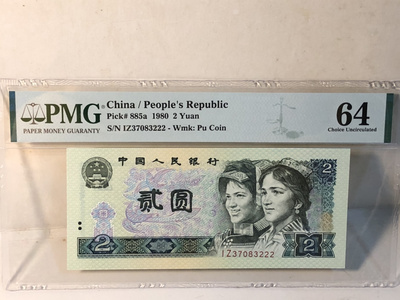 PMG
PAPER MONEY GUARANTY
China / People's Republic
Pick# 885a 1980 2 Yuan
S/N IZ37083222 - Wmk: Pu Coin
64
Choice Uncirculated
中国人民银行
贰圆
2
2
IZ37083222